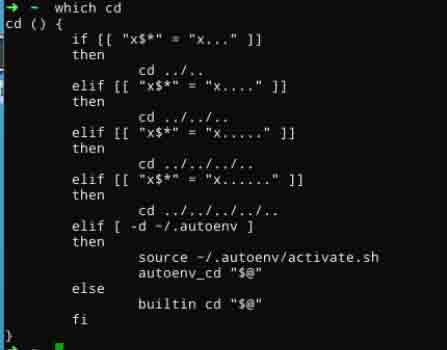 ➜ ~ which cd
cd () {
        if [[ "x$*" = "x..." ]]
        then
                cd ../..
        elif [[ "x$*" = "x...." ]]
        then
                cd ../../..
        elif [[ "x$*" = "x....." ]]
        then
                cd ../../../..
        elif [[ "x$*" = "x......" ]]
        then
                cd ../../../../..
        elif [ -d ~/.autoenv ]
        then
                source ~/.autoenv/activate.sh
                autoenv_cd "$@"
        else
                builtin cd "$@"
        fi
}
➜ ~